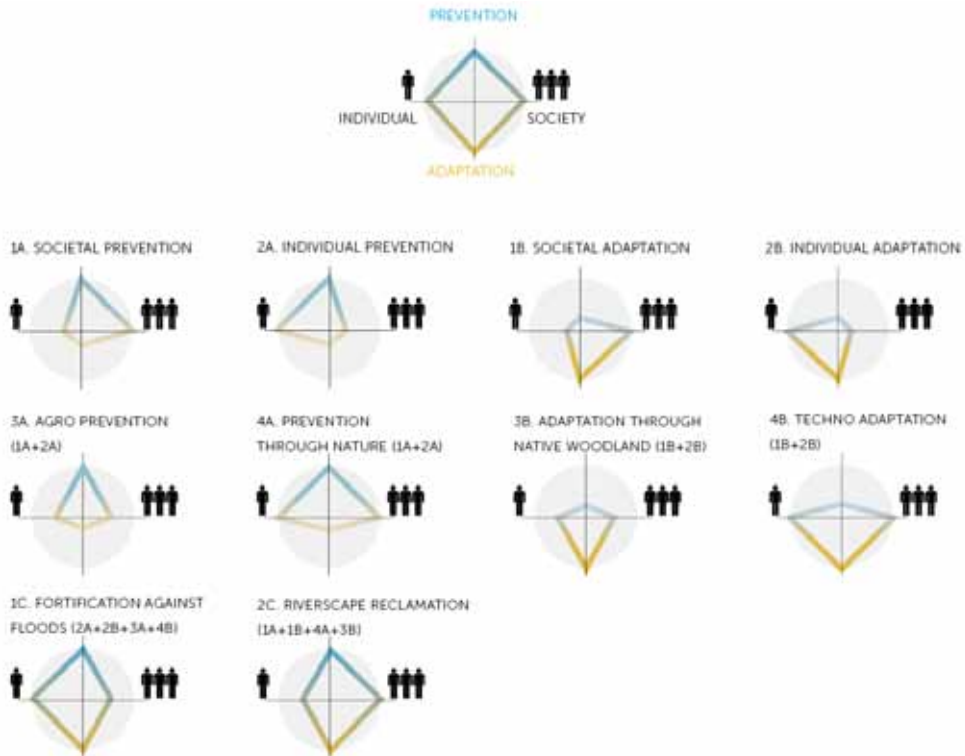 PREVENTION
INDIVIDUAL
SOCIETY
ADAPTATION
1A. SOCIETAL PREVENTION
2A. INDIVIDUAL PREVENTION
1B. SOCIETAL ADAPTATION
2B. INDIVIDUAL ADAPTATION
3A. AGRO PREVENTION
(1A+2A)
4A. PREVENTION
THROUGH NATURE (1A+2A)
3B. ADAPTATION THROUGH
NATIVE WOODLAND (1B+2B)
4B. TECHNO ADAPTATION
(1B+2B)
1C. FORTIFICATION AGAINST
FLOODS (2A+2B+3A+4B)
2C. RIVERSCAPE RECLAMATION
(1A+1B+4A+3B)